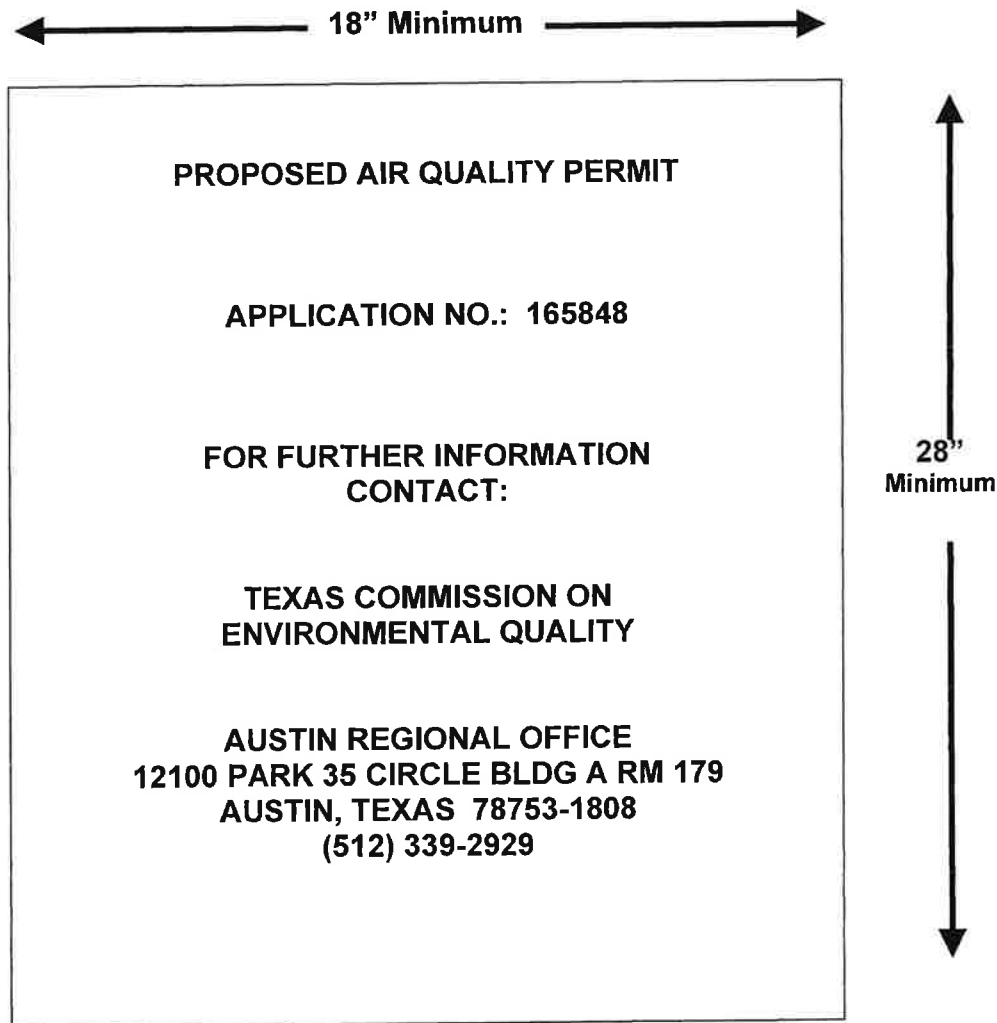 18” Minimum
PROPOSED AIR QUALITY PERMIT
APPLICATION NO.: 165848
FOR FURTHER INFORMATION
CONTACT:
28”
Minimum
TEXAS COMMISSION ON
ENVIRONMENTAL QUALITY
AUSTIN REGIONAL OFFICE
12100 PARK 35 CIRCLE BLDG A RM 179
AUSTIN, TEXAS 78753-1808
(512) 339-2929